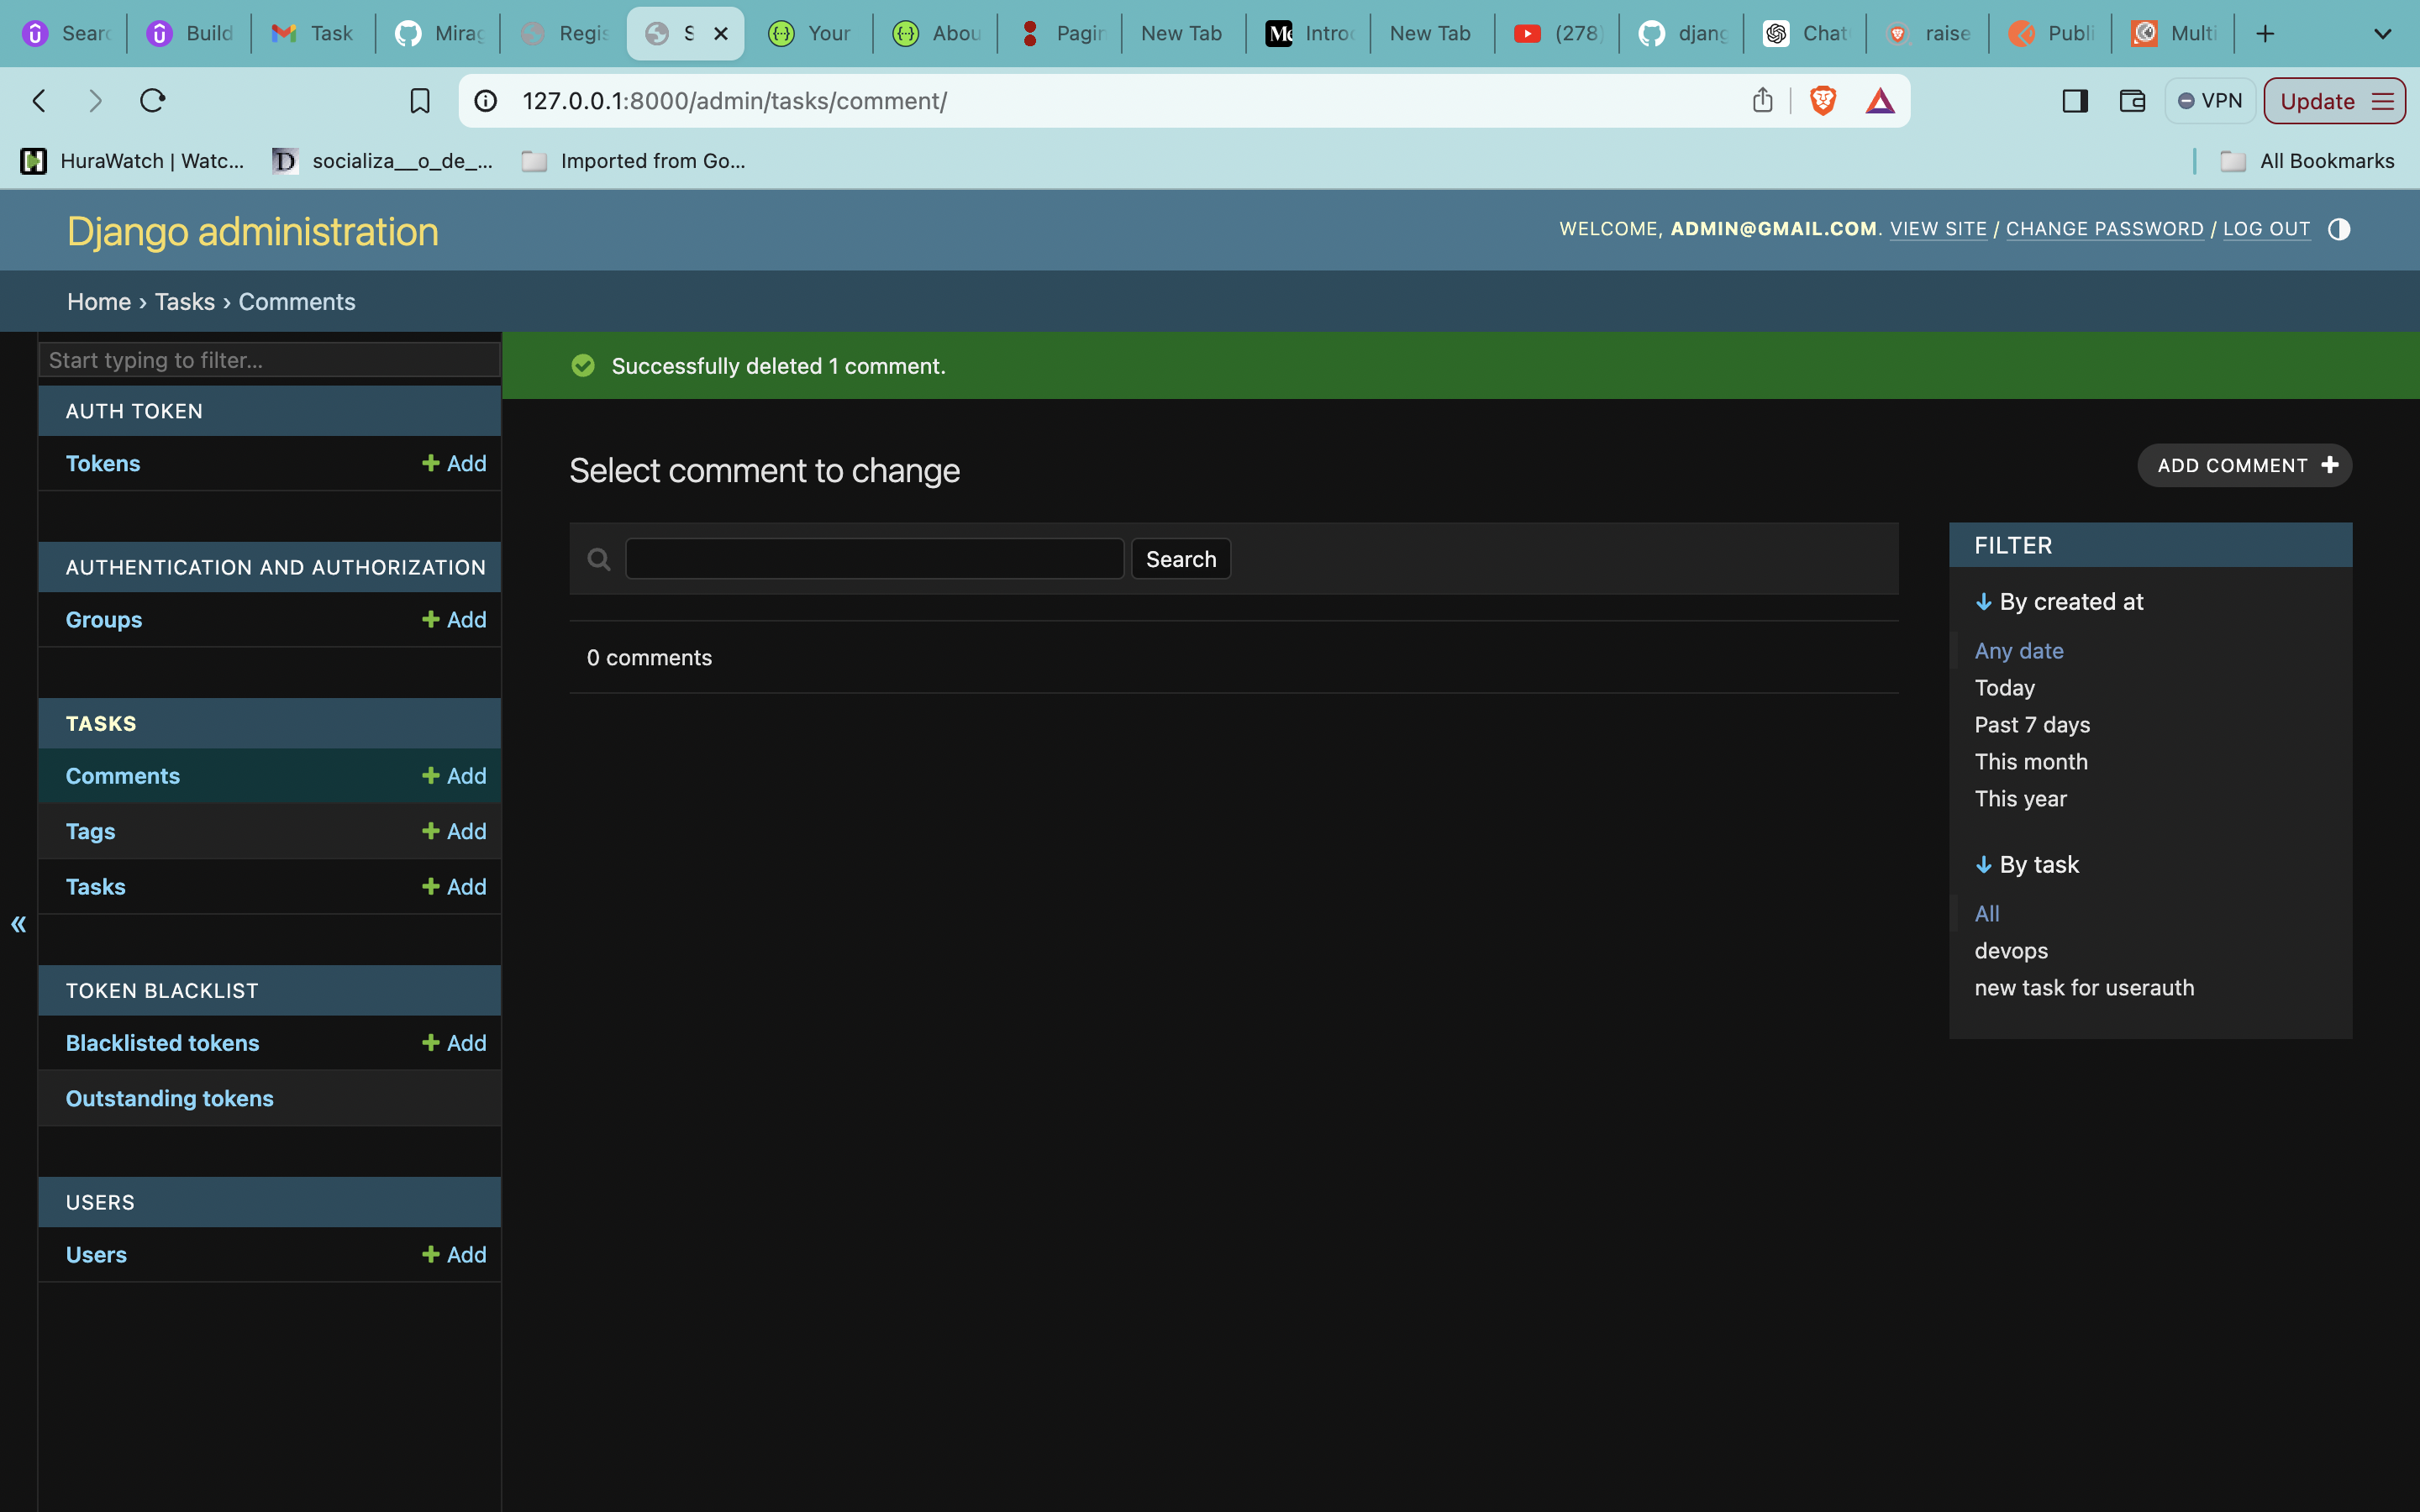 Searc
Build
Task
Mirag
Regis
S
Your
Abou
Pagin
New Tab
Introd
New Tab
(278)
djang
Chat
raise
Publi
Multi
127.0.0.1:8000/admin/tasks/comment/
VPN
Update
HuraWatch | Watc...
socializa__o_de_...
Imported from Go...
All Bookmarks
Django administration
WELCOME, ADMIN@GMAIL.COM. VIEW SITE / CHANGE PASSWORD / LOG OUT
Home › Tasks › Comments
Start typing to filter...
AUTH TOKEN
Tokens
+ Add
AUTHENTICATION AND AUTHORIZATION
Groups
+ Add
TASKS
Comments
+ Add
Tags
+ Add
Tasks
+ Add
«
TOKEN BLACKLIST
Blacklisted tokens
+ Add
Outstanding tokens
USERS
Users
+ Add
Successfully deleted 1 comment.
Select comment to change
ADD COMMENT +
Search
0 comments
FILTER
↓ By created at
Any date
Today
Past 7 days
This month
This year
↓ By task
All
devops
new task for userauth